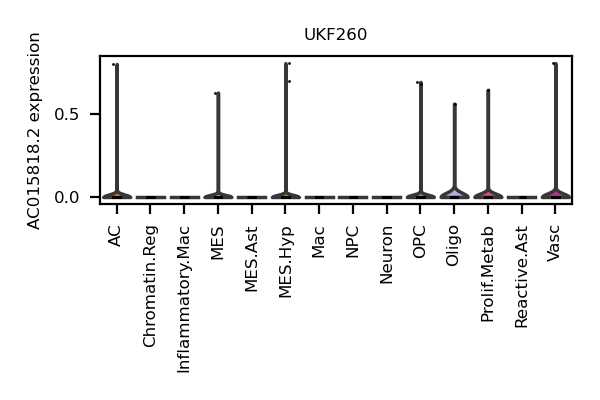 UKF260
AC015818.2 expression
0.5
0.0
AC
Chromatin.Reg
Inflammatory.Mac
MES
MES.Ast
MES.Hyp
Mac
NPC
Neuron
OPC
Oligo
Prolif.Metab
Reactive.Ast
Vasc